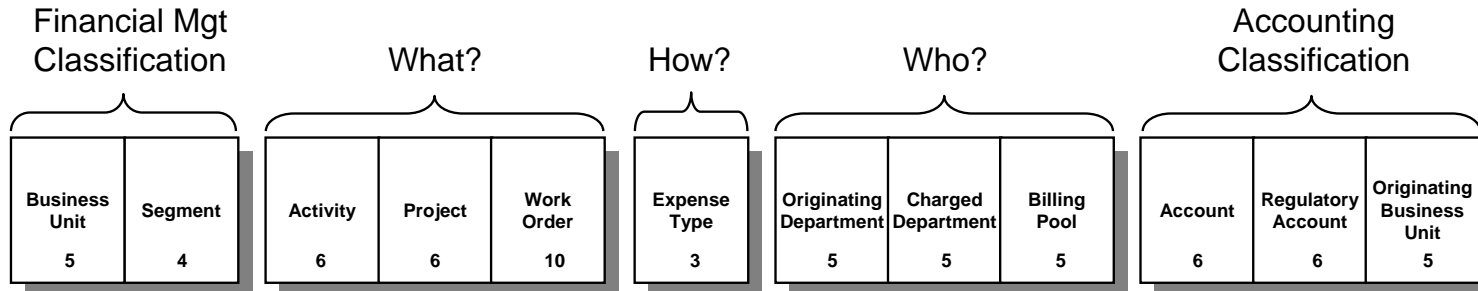 Financial Mgt
Classification
What?
How?
Who?
Accounting
Classification
Business
Unit
5
Segment
4
Activity
6
Project
6
Work
Order
10
Expense
Type
3
Originating
Department
5
Charged
Department
5
Billing
Pool
5
Account
6
Regulatory
Account
6
Originating
Business
Unit
5